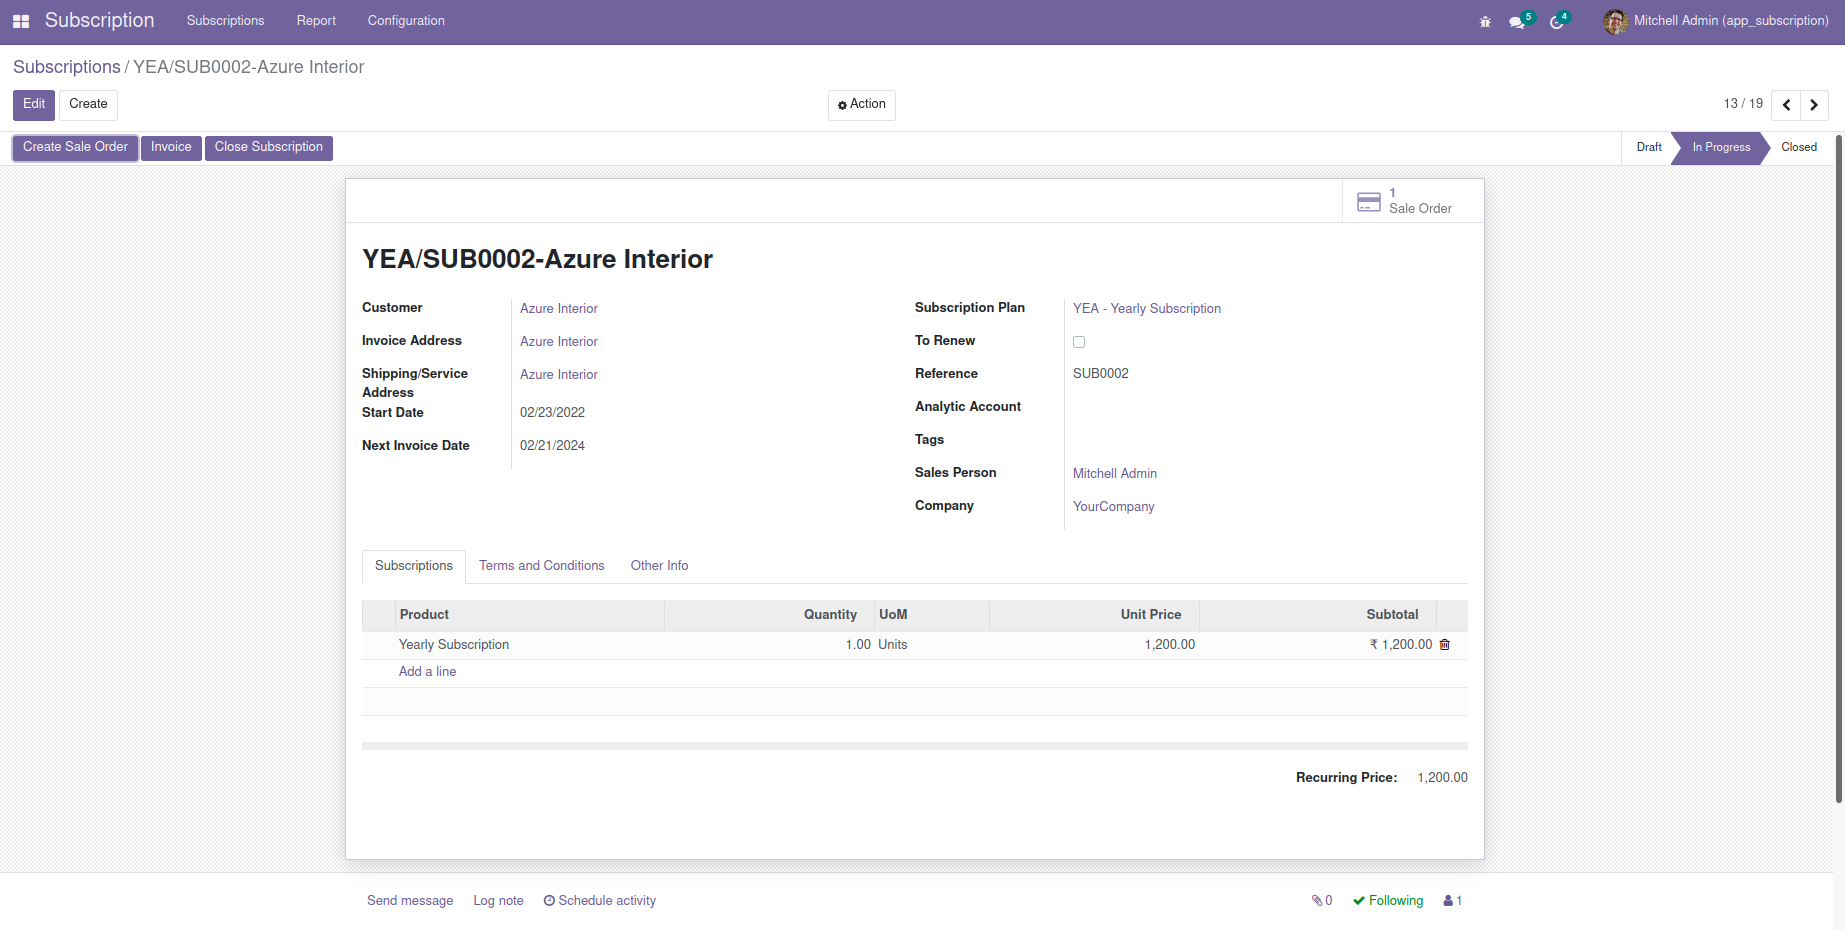 Subscription Subscriptions Report Configuration 5 4 Mitchell Admin (app_subscription)
Subscriptions / YEA/SUB0002-Azure Interior
Edit Create Action 13 / 19
Create Sale Order Invoice Close Subscription Draft In Progress Closed
1
Sale Order
YEA/SUB0002-Azure Interior
Customer Azure Interior Subscription Plan YEA - Yearly Subscription
Invoice Address Azure Interior To Renew
Shipping/Service Azure Interior Reference SUB0002
Address
Start Date 02/23/2022 Analytic Account
Next Invoice Date 02/21/2024 Tags
Sales Person Mitchell Admin
Company YourCompany
Subscriptions Terms and Conditions Other Info
Product Quantity UoM Unit Price Subtotal
Yearly Subscription 1.00 Units 1,200.00 ₹ 1,200.00
Add a line
Recurring Price: 1,200.00
Send message Log note Schedule activity 0 Following 1